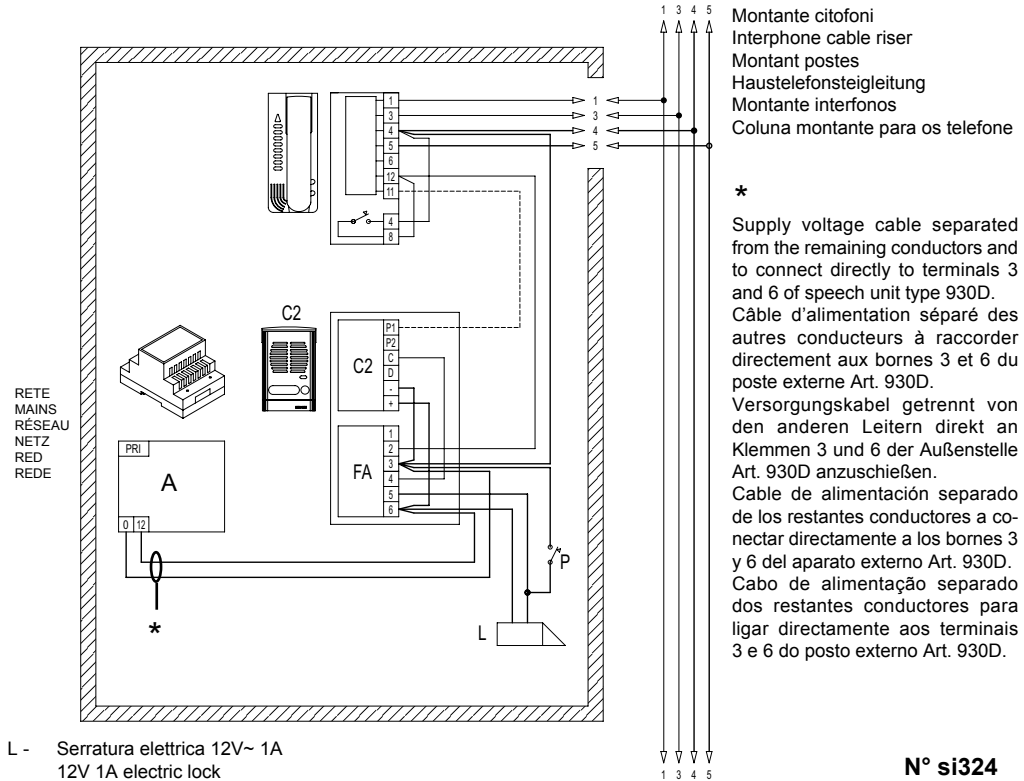 1 3 4 5
Montante citofoni
Interphone cable riser
Montant postes
Haustelefonsteigleitung
Montante interfonos
Coluna montante para os telefone
1
3
4
5
6
12
11
4
8
1
3
4
5
*
Supply voltage cable separated
from the remaining conductors and
to connect directly to terminals 3
and 6 of speech unit type 930D.
Câble d’alimentation séparé des
autres conducteurs à raccorder
directement aux bornes 3 et 6 du
poste externe Art. 930D.
Versorgungskabel getrennt von
den anderen Leitern direkt an
Klemmen 3 und 6 der Außenstelle
Art. 930D anzuschießen.
Cable de alimentación separado
de los restantes conductores a co-
nectar directamente a los bornes 3
y 6 del aparato externo Art. 930D.
Cabo de alimentação separado
dos restantes conductores para
ligar directamente aos terminais
3 e 6 do posto externo Art. 930D.
C2
C2
P1
P2
C
D
-
+
FA
1
2
3
4
5
6
RETE
MAINS
RÉSEAU
NETZ
RED
REDE
PRI
A
0 12
*
P
L
L - Serratura elettrica 12V~ 1A
12V 1A electric lock
1 3 4 5
N° si324